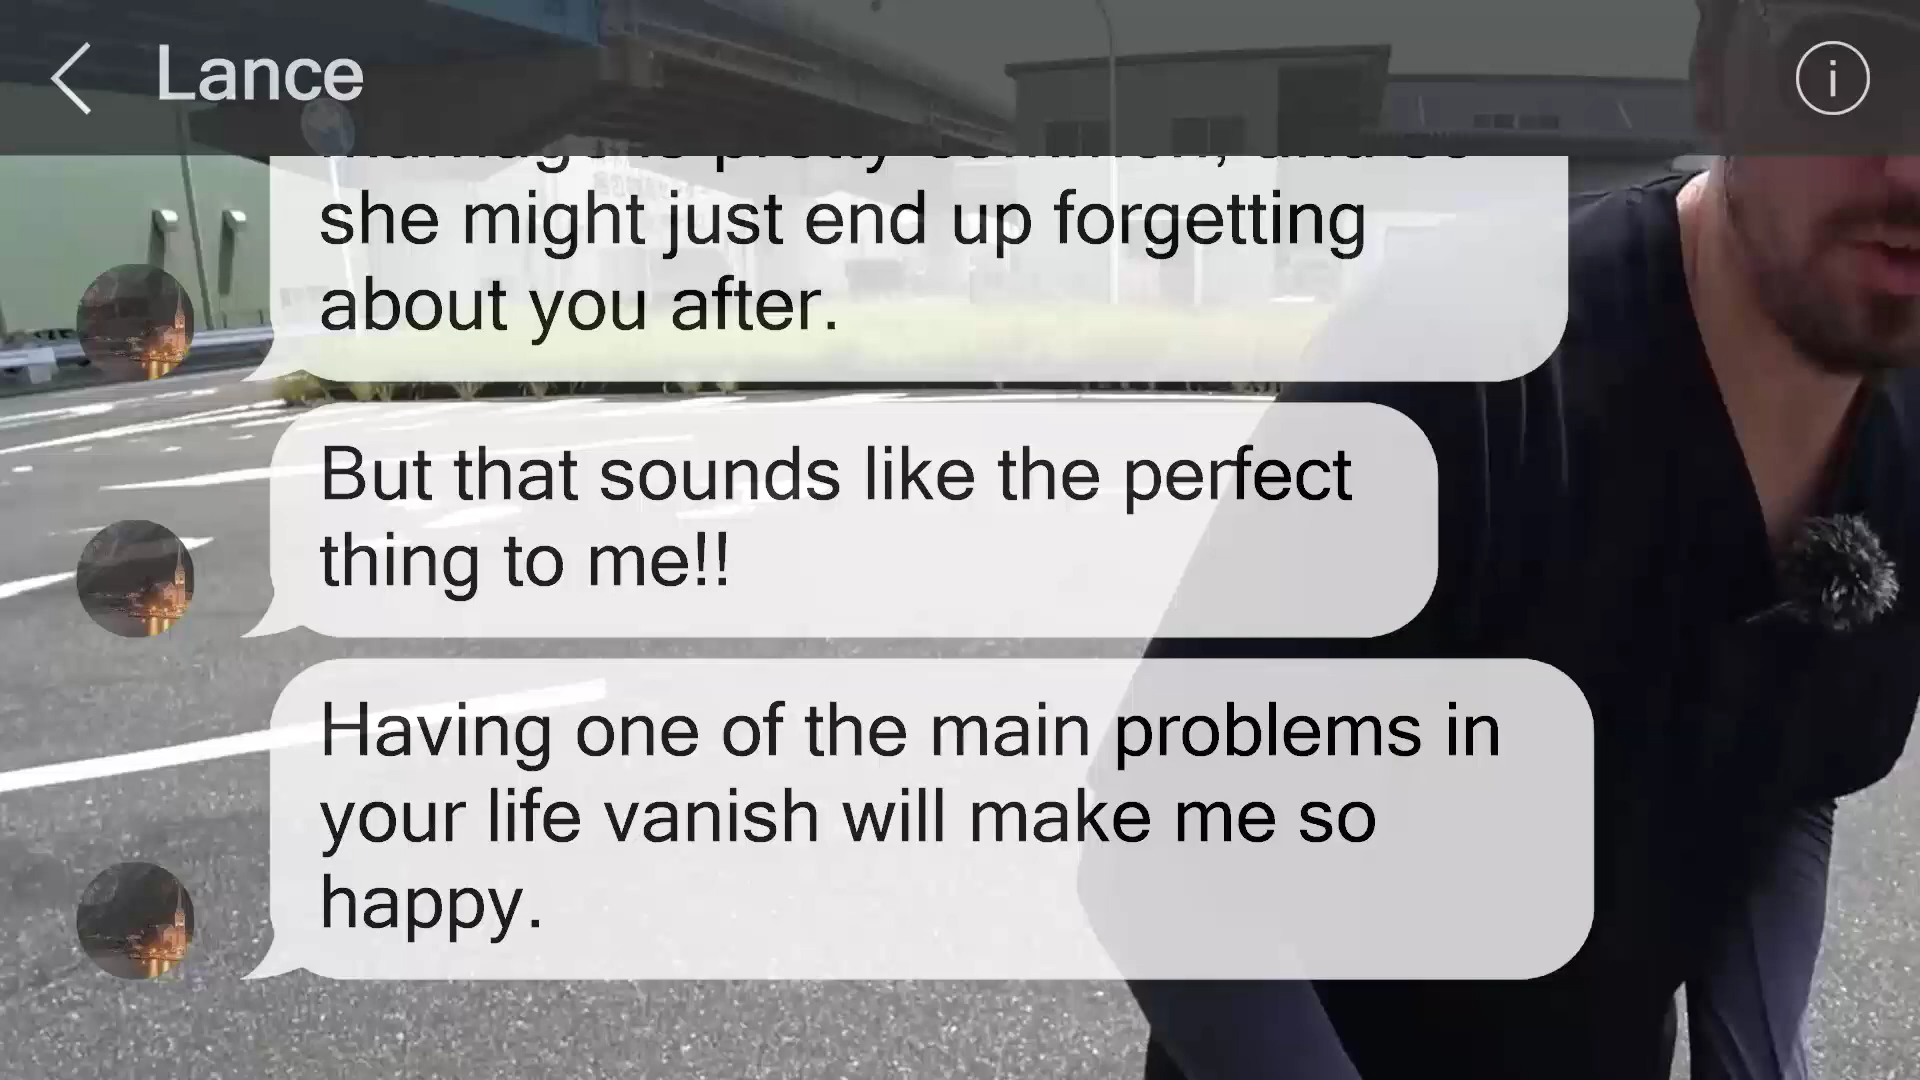 Lance
she might just end up forgetting
about you after.
But that sounds like the perfect
thing to me!!
Having one of the main problems in
your life vanish will make me so
happy.